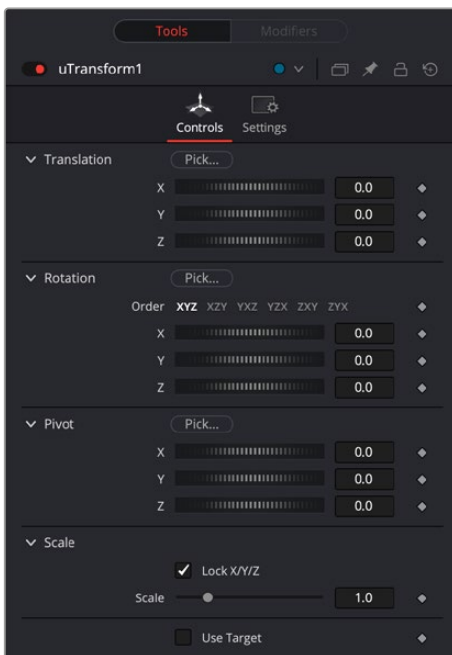 Tools Modifiers
uTransform1
Controls Settings
Translation Pick...
X 0.0
Y 0.0
Z 0.0
Rotation Pick...
Order XYZ XZY YXZ YZX ZXY ZYX
X 0.0
Y 0.0
Z 0.0
Pivot Pick...
X 0.0
Y 0.0
Z 0.0
Scale
Lock X/Y/Z
Scale 1.0
Use Target